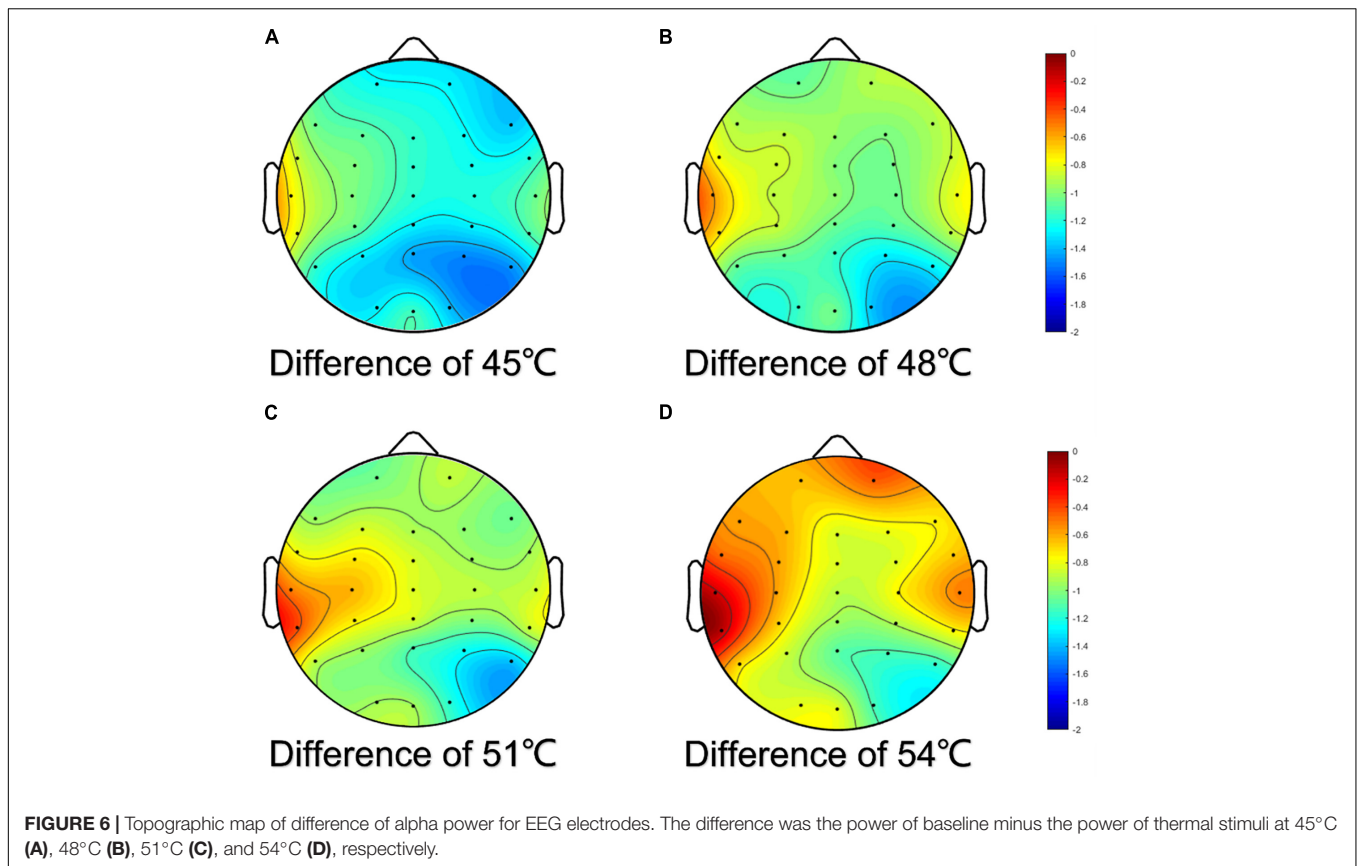 A
B
0
-0.2
-0.4
-0.6
-0.8
-1
-1.2
-1.4
-1.6
-1.8
-2
Difference of 45℃
Difference of 48℃
C
D
0
-0.2
-0.4
-0.6
-0.8
-1
-1.2
-1.4
-1.6
-1.8
-2
Difference of 51℃
Difference of 54℃
FIGURE 6 | Topographic map of difference of alpha power for EEG electrodes. The difference was the power of baseline minus the power of thermal stimuli at 45°C
(A), 48°C (B), 51°C (C), and 54°C (D), respectively.